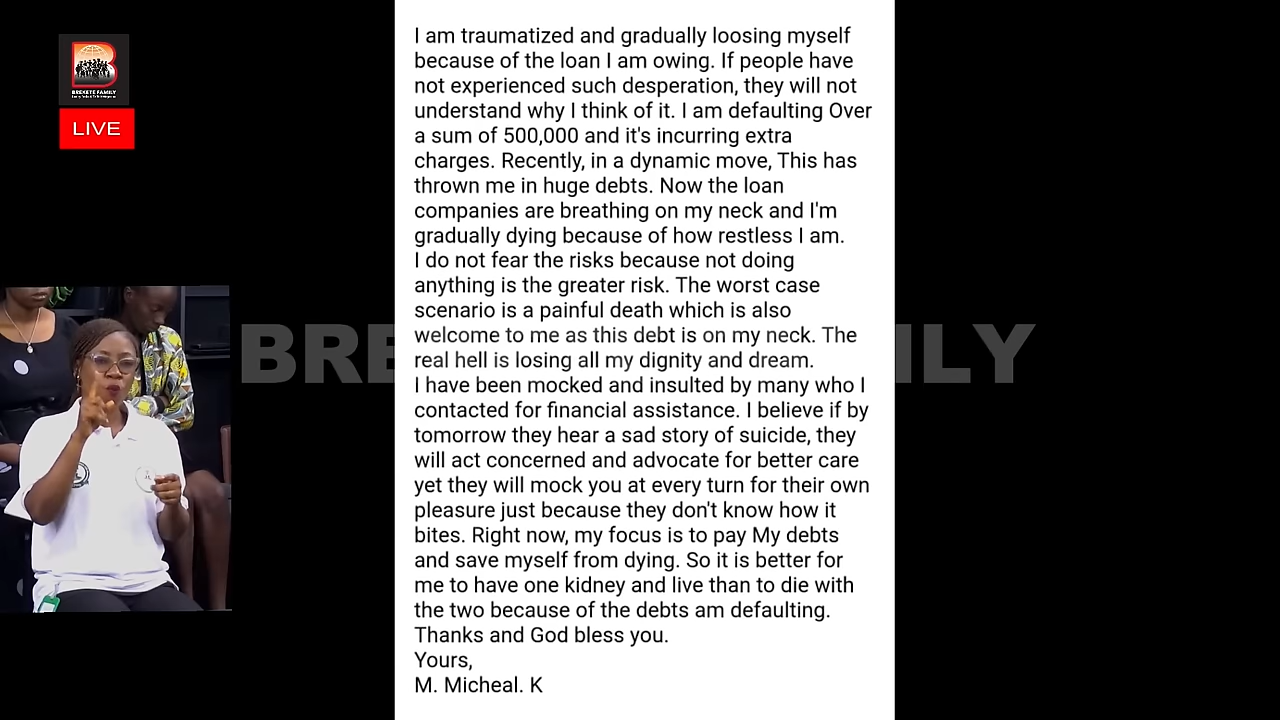 BREKETE FAMILY
LIVE
I am traumatized and gradually loosing myself
because of the loan I am owing. If people have
not experienced such desperation, they will not
understand why I think of it. I am defaulting Over
a sum of 500,000 and it's incurring extra
charges. Recently, in a dynamic move, This has
thrown me in huge debts. Now the loan
companies are breathing on my neck and I'm
gradually dying because of how restless I am.
I do not fear the risks because not doing
anything is the greater risk. The worst case
scenario is a painful death which is also
welcome to me as this debt is on my neck. The
real hell is losing all my dignity and dream.
I have been mocked and insulted by many who I
contacted for financial assistance. I believe if by
tomorrow they hear a sad story of suicide, they
will act concerned and advocate for better care
yet they will mock you at every turn for their own
pleasure just because they don't know how it
bites. Right now, my focus is to pay My debts
and save myself from dying. So it is better for
me to have one kidney and live than to die with
the two because of the debts am defaulting.
Thanks and God bless you.
Yours,
M. Micheal. K